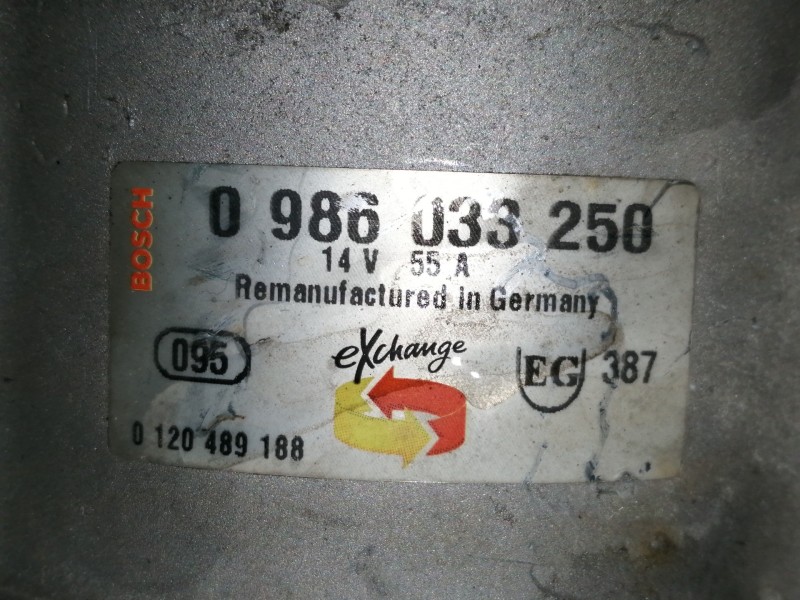 BOSCH
0 986 033 250
14 V 55 A
Remanufactured in Germany
095
eXchange
EG 387
0 120 489 188